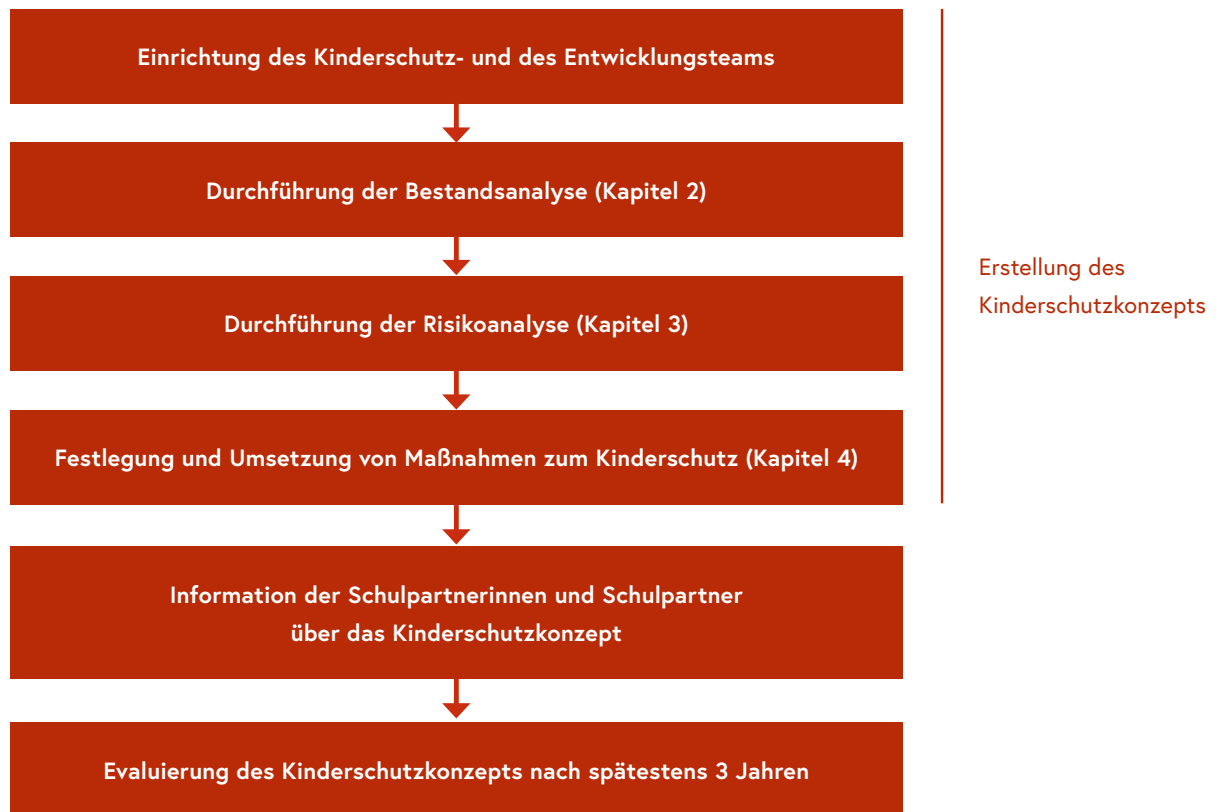 Einrichtung des Kinderschutz- und des Entwicklungsteams
Durchführung der Bestandsanalyse (Kapitel 2)
Durchführung der Risikoanalyse (Kapitel 3)
Festlegung und Umsetzung von Maßnahmen zum Kinderschutz (Kapitel 4)
Erstellung des
Kinderschutzkonzepts
Information der Schulpartnerinnen und Schulpartner
über das Kinderschutzkonzept
Evaluierung des Kinderschutzkonzepts nach spätestens 3 Jahren